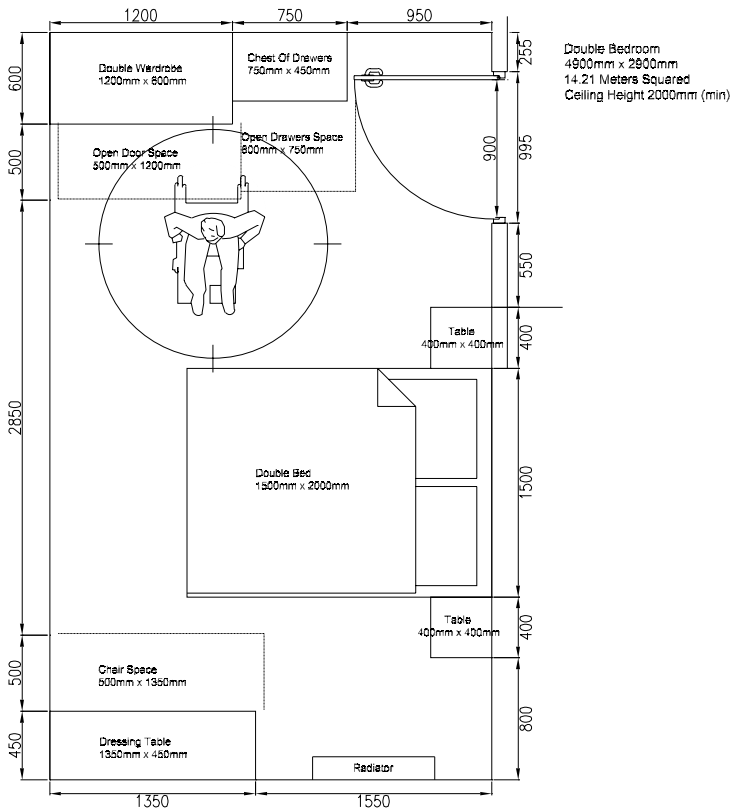 1200
750
950
Double Bedroom
4900mm x 2900mm
14.21 Meters Squared
Ceiling Height 2000mm (min)
255
600
Double Wardrobe
1200mm x 600mm
Chest Of Drawers
750mm x 450mm
500
Open Door Space
500mm x 1200mm
Open Drawers Space
600mm x 750mm
900
995
550
Table
400mm x 400mm
400
2850
Double Bed
1500mm x 2000mm
1500
Table
400mm x 400mm
400
500
Chair Space
500mm x 1350mm
450
Dressing Table
1350mm x 450mm
800
Radiator
1350
1550